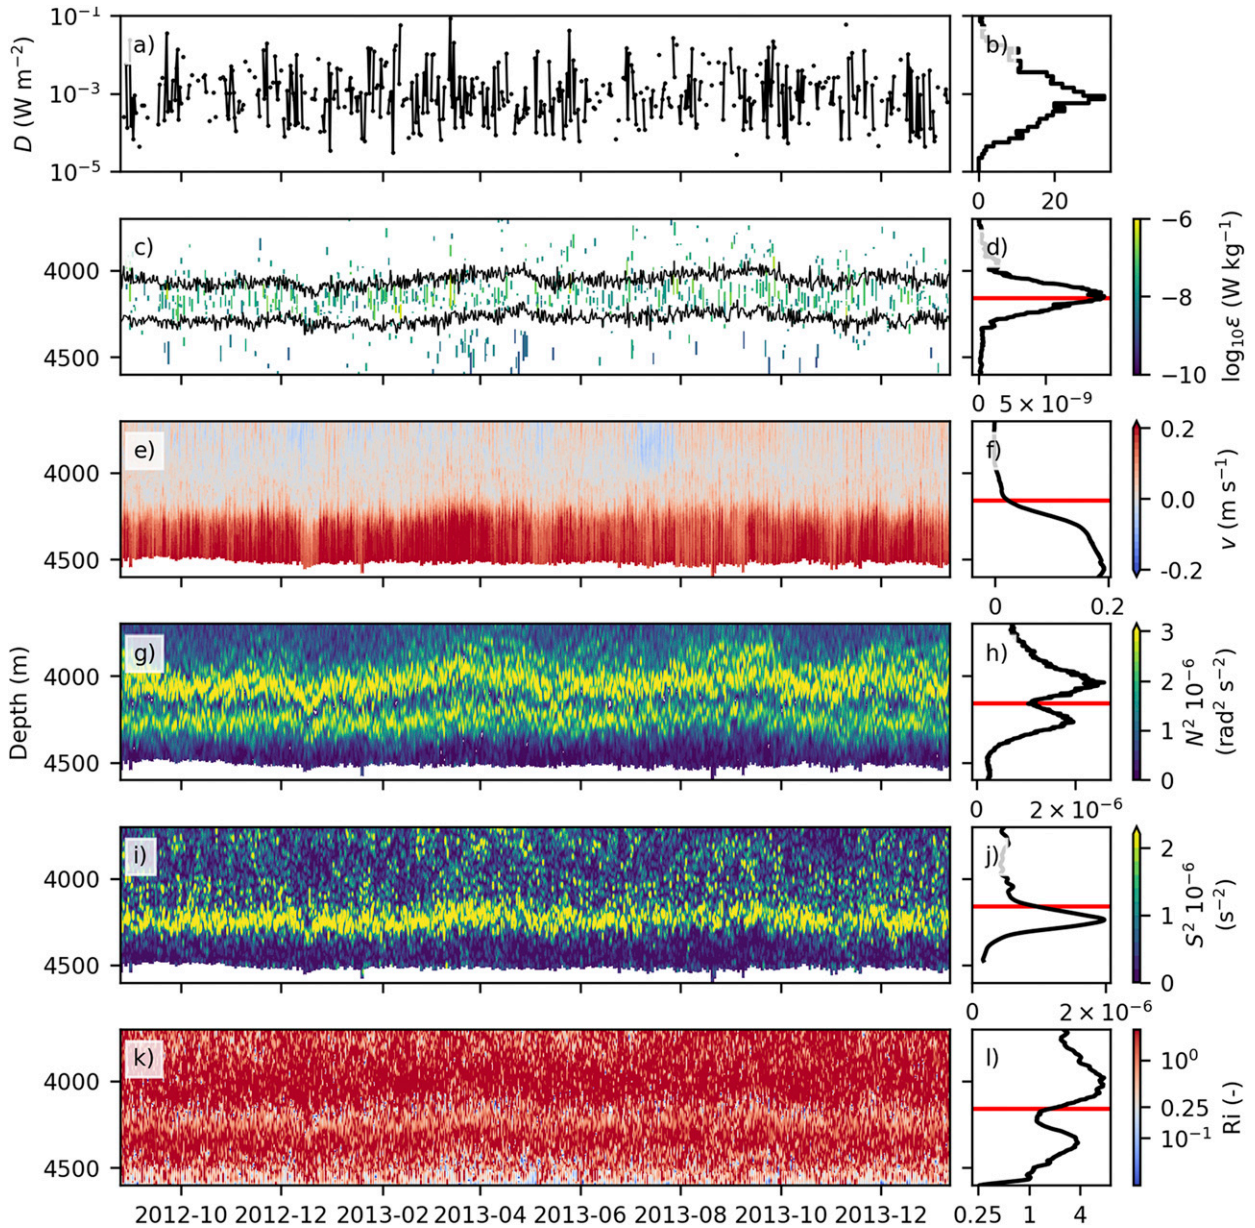 10⁻¹
10⁻³
10⁻⁵
D (W m⁻²)
a)
b)
0 20
4000
4500
c)
d)
0 5 × 10⁻⁹
−6
−8
−10
log₁₀ε (W kg⁻¹)
4000
4500
e)
f)
0 0.2
0.2
0.0
-0.2
v (m s⁻¹)
Depth (m)
4000
4500
g)
h)
0 2 × 10⁻⁶
3
2
1
0
N² 10⁻⁶
(rad² s⁻²)
4000
4500
i)
j)
0 2 × 10⁻⁶
2
1
0
S² 10⁻⁶
(s⁻²)
4000
4500
k)
l)
10⁰
0.25
10⁻¹
Ri (-)
2012-10 2012-12 2013-02 2013-04 2013-06 2013-08 2013-10 2013-12
0.25 1 4